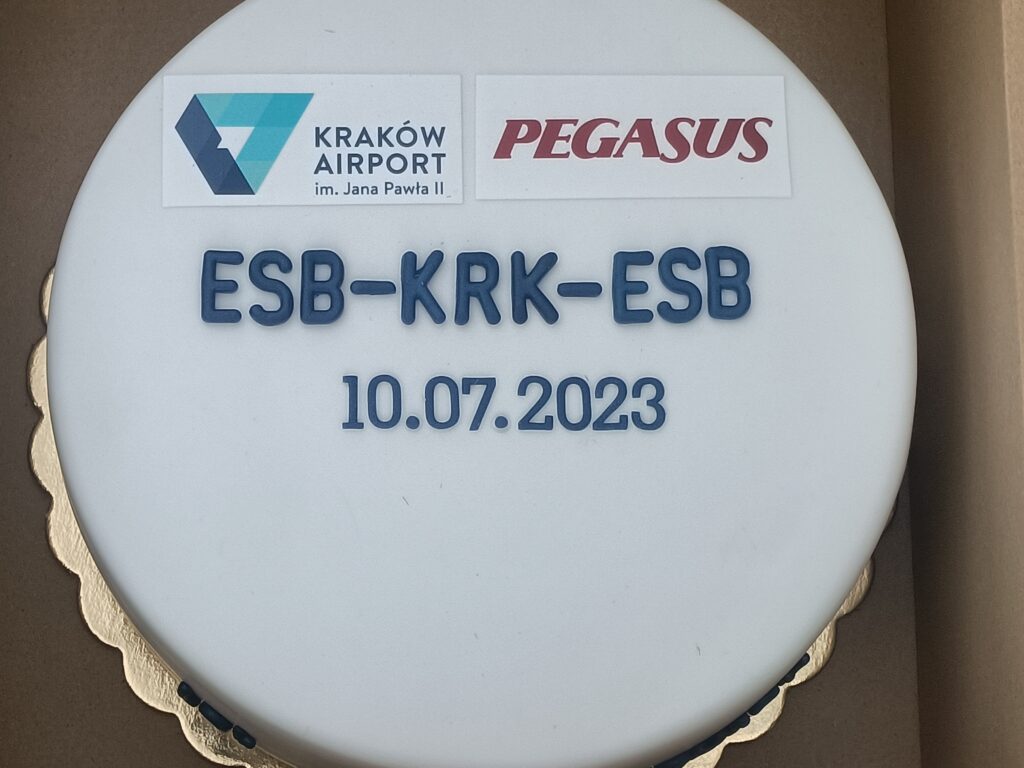 KRAKÓW
AIRPORT
im. Jana Pawła II
PEGASUS
ESB-KRK-ESB
10.07.2023